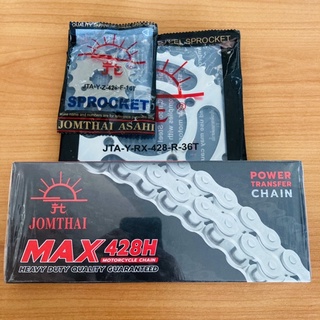 JTA-Y-Z-428-F-16T
SPROCKET
JOMTHAI ASAHI
SPROCKET
JTA-Y-RX-428-R-36T
JOMTHAI
POWER
TRANSFER
CHAIN
MAX 428H
MOTORCYCLE CHAIN
HEAVY DUTY QUALITY GUARANTEED